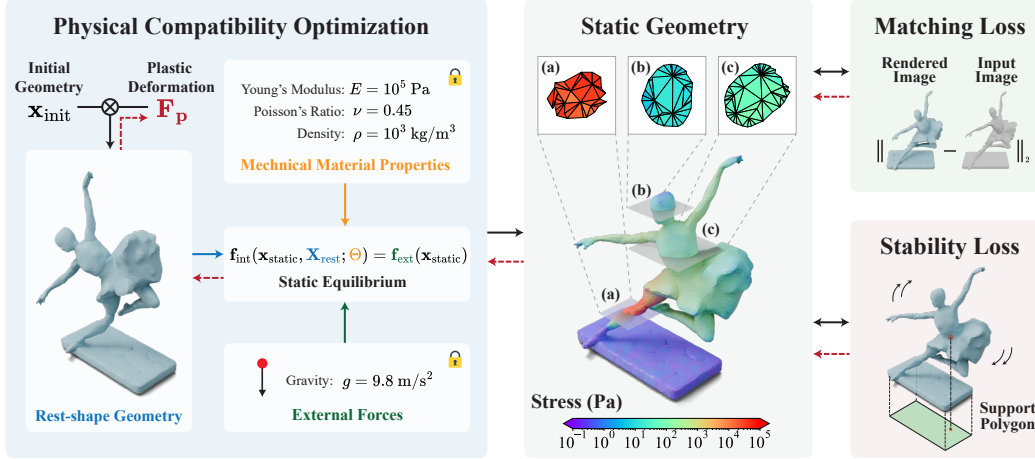 Physical Compatibility Optimization
Initial
Geometry
x_init
Plastic
Deformation
F_p
Rest-shape Geometry
Young's Modulus: E = 10^5 Pa
Poisson's Ratio: ν = 0.45
Density: ρ = 10^3 kg/m^3
Mechnical Material Properties
f_int(x_static, X_rest; Θ) = f_ext(x_static)
Static Equilibrium
Gravity: g = 9.8 m/s^2
External Forces
Static Geometry
(a)
(b)
(c)
(b)
(c)
(a)
Stress (Pa)
10^-1 10^0 10^1 10^2 10^3 10^4 10^5
Matching Loss
Rendered
Image
Input
Image
‖ − ‖_2
Stability Loss
Support
Polygon